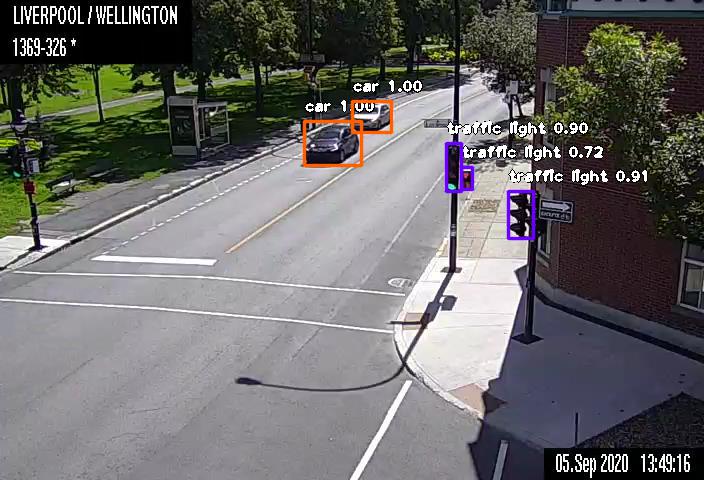 LIVERPOOL / WELLINGTON
1369-326 *
car 1.00
car 1.00
traffic light 0.90
traffic light 0.72
traffic light 0.91
05.Sep 2020 13:49:16